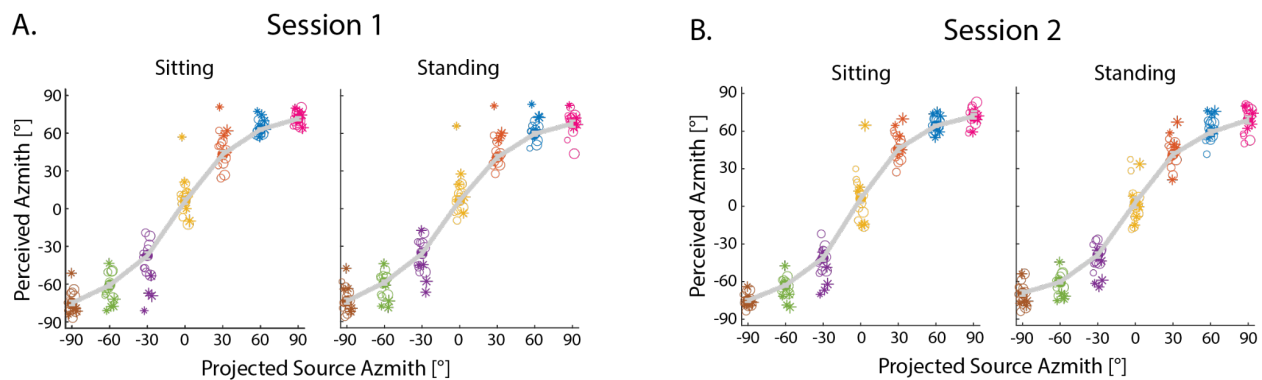 A.
Session 1
Sitting
Standing
Perceived Azmith [°]
90
60
30
0
-30
-60
-90
-90 -60 -30 0 30 60 90
-90 -60 -30 0 30 60 90
Projected Source Azmith [°]
B.
Session 2
Sitting
Standing
Perceived Azmith [°]
90
60
30
0
-30
-60
-90
-90 -60 -30 0 30 60 90
-90 -60 -30 0 30 60 90
Projected Source Azmith [°]